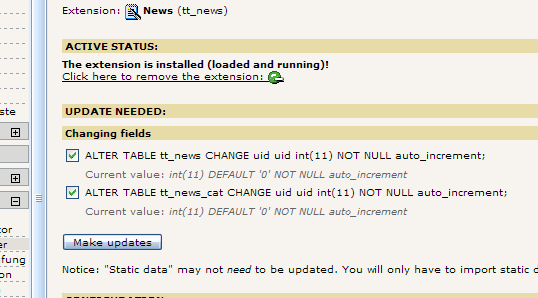 Extension: News (tt_news)
ACTIVE STATUS:
The extension is installed (loaded and running)!
Click here to remove the extension:
UPDATE NEEDED:
Changing fields
ALTER TABLE tt_news CHANGE uid uid int(11) NOT NULL auto_increment;
Current value: int(11) DEFAULT '0' NOT NULL auto_increment
ALTER TABLE tt_news_cat CHANGE uid uid int(11) NOT NULL auto_increment;
Current value: int(11) DEFAULT '0' NOT NULL auto_increment
Make updates
Notice: "Static data" may not need to be updated. You will only have to import static d
ste
tor
er
fung
on